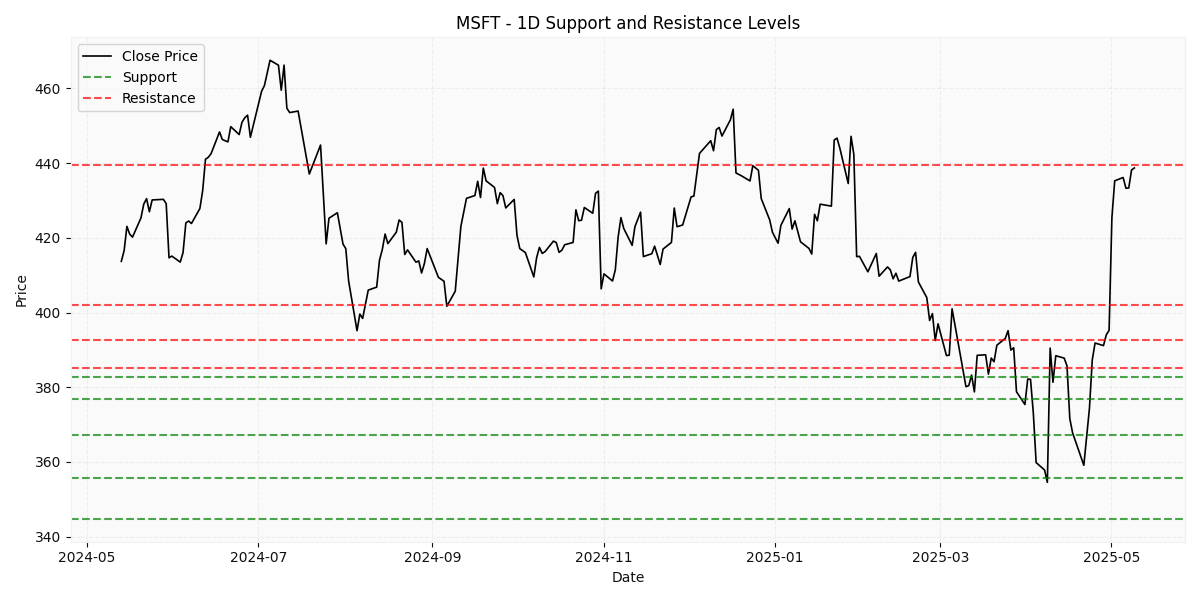 MSFT - 1D Support and Resistance Levels
Close Price
Support
Resistance
Price
460
440
420
400
380
360
340
2024-05 2024-07 2024-09 2024-11 2025-01 2025-03 2025-05
Date